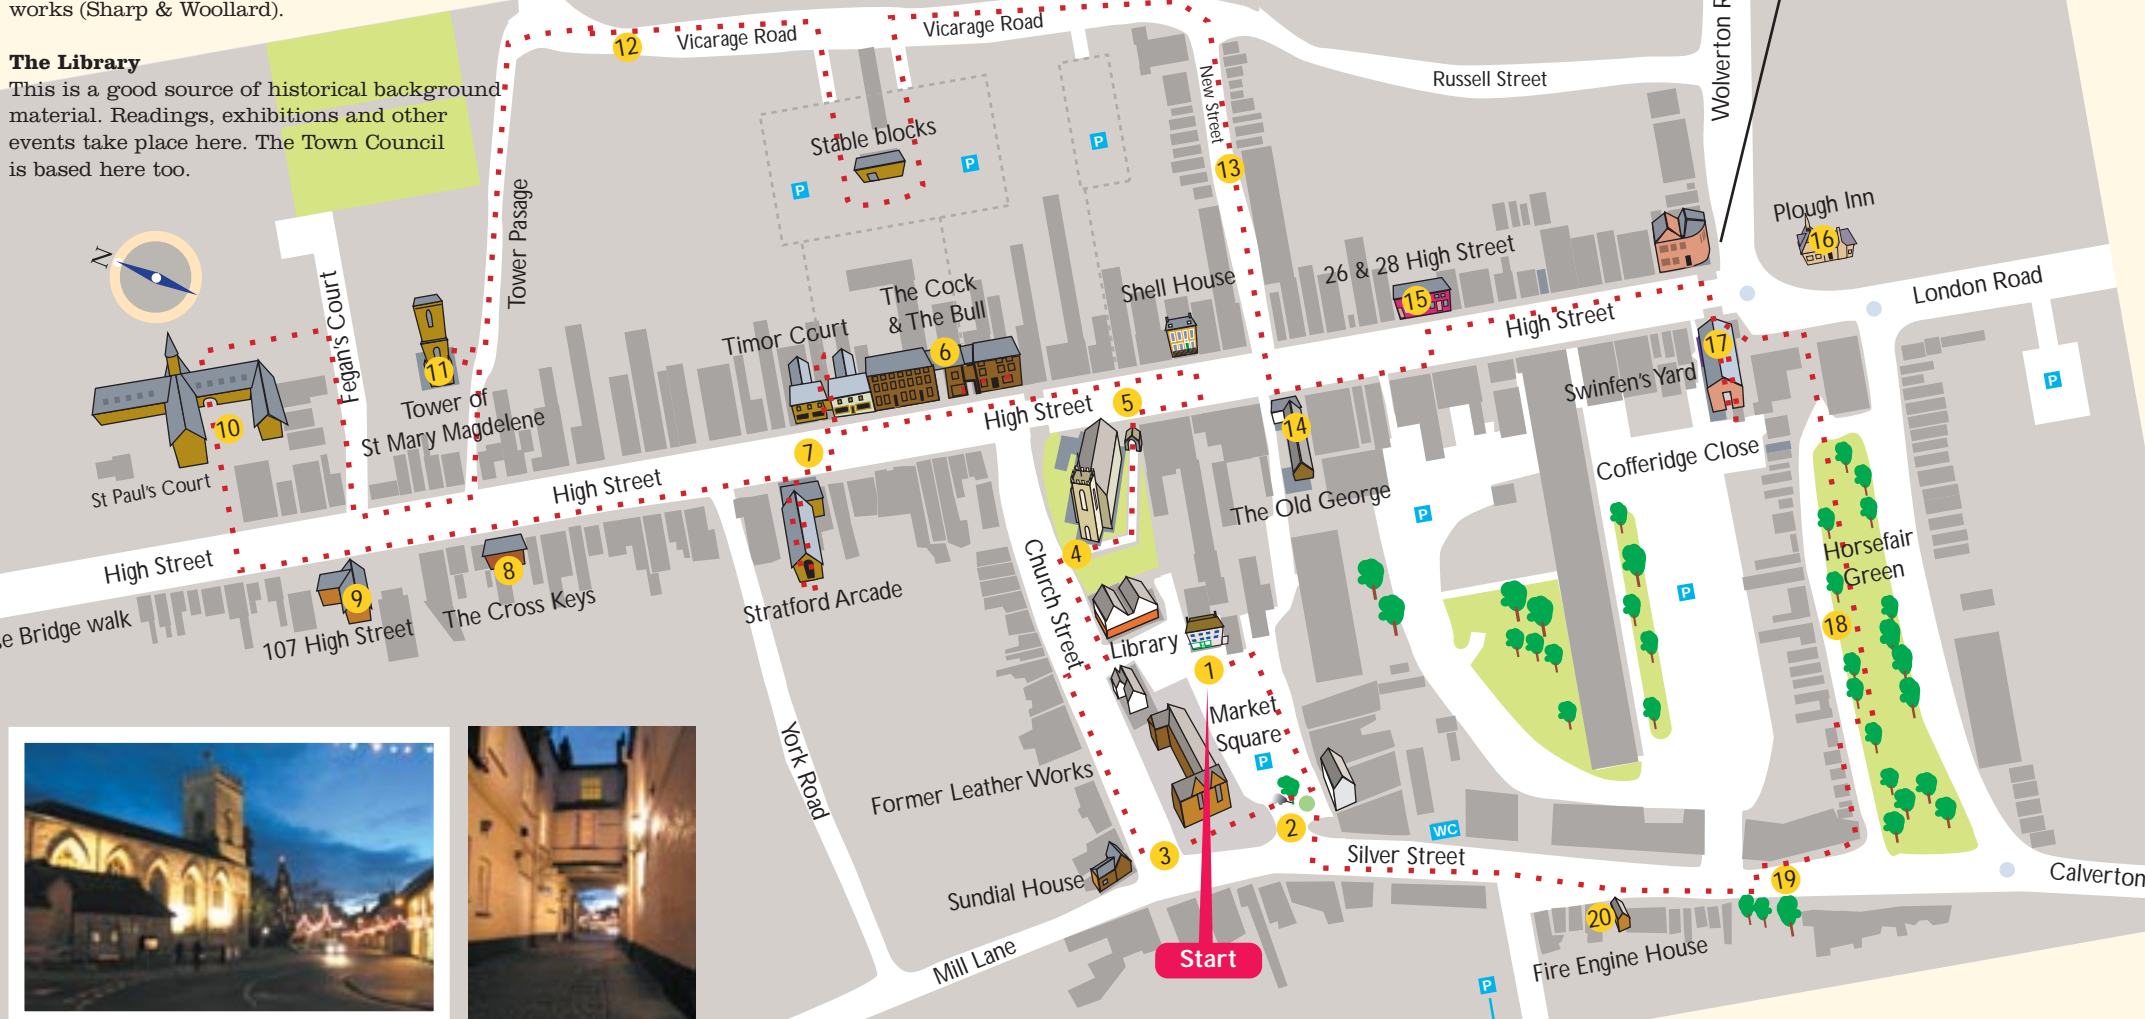 works (Sharp & Woollard).
The Library
This is a good source of historical background
material. Readings, exhibitions and other
events take place here. The Town Council
is based here too.
12
Vicarage Road
Vicarage Road
New Street
Russell Street
Wolverton R
Stable blocks
P
P
P
13
Tower Pasage
N
Fegan's Court
Plough Inn
16
26 & 28 High Street
15
London Road
Shell House
The Cock
& The Bull
6
Timor Court
High Street
17
Swinfen's Yard
P
11
Tower of
St Mary Magdelene
10
St Paul's Court
High Street
5
7
14
The Old George
Cofferidge Close
High Street
High Street
P
4
Church Street
Horsefair
Green
8
The Cross Keys
9
107 High Street
se Bridge walk
Stratford Arcade
P
18
Library
1
Market
Square
P
York Road
Former Leather Works
2
WC
3
Silver Street
Sundial House
19
Calverton
20
Fire Engine House
Mill Lane
Start
P